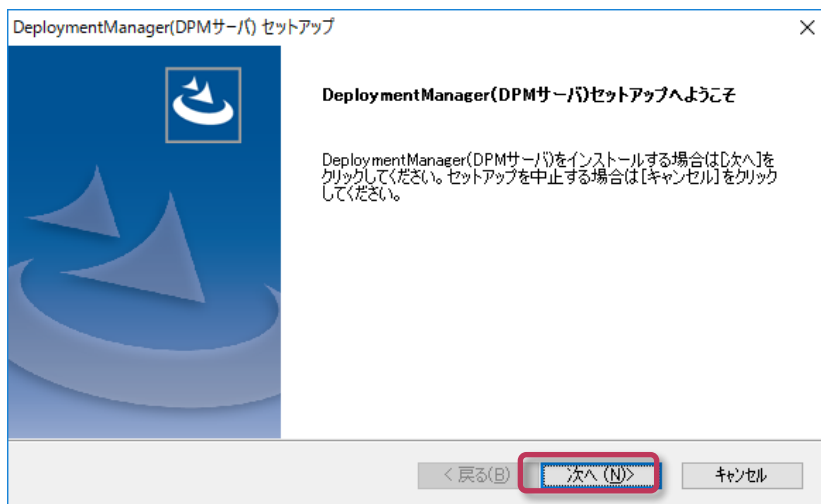 DeploymentManager(DPMサーバ) セットアップ
DeploymentManager(DPMサーバ)セットアップへようこそ
DeploymentManager(DPMサーバ)をインストールする場合は[次へ]を
クリックしてください。セットアップを中止する場合は[キャンセル]をクリック
してください。
< 戻る(B) 次へ (N)> キャンセル